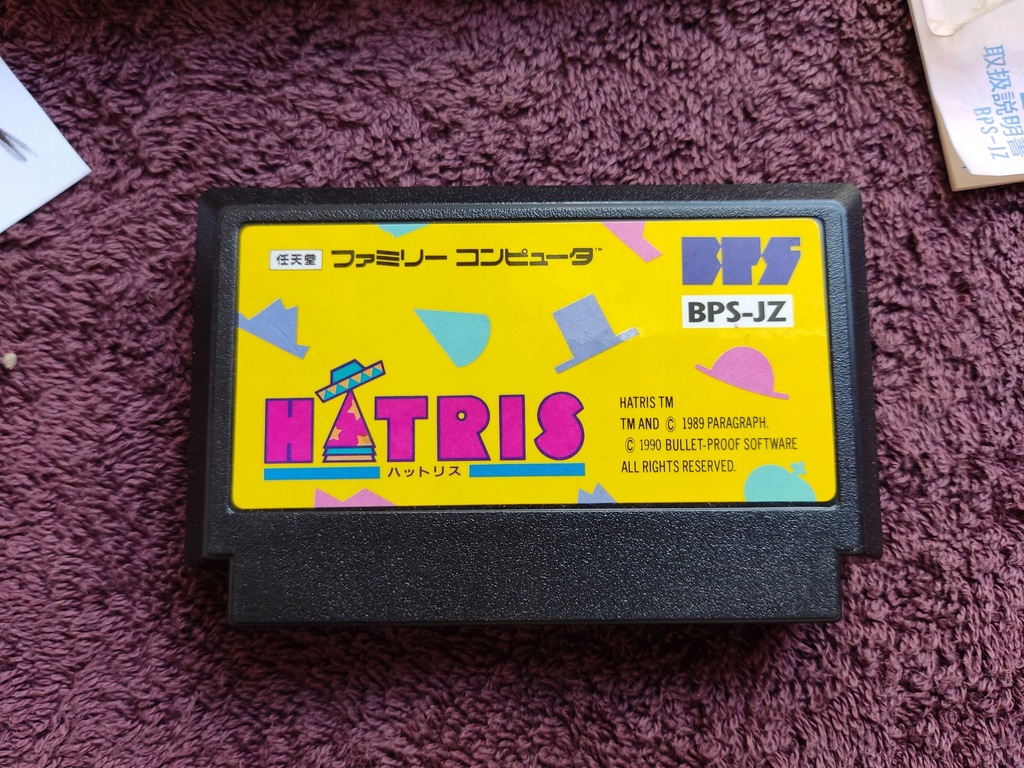 任天堂 ファミリー コンピュータ™
BPS
BPS-JZ
HATRIS
ハットリス
HATRIS TM
TM AND © 1989 PARAGRAPH.
© 1990 BULLET-PROOF SOFTWARE
ALL RIGHTS RESERVED.
取扱説明書
BPS-JZ